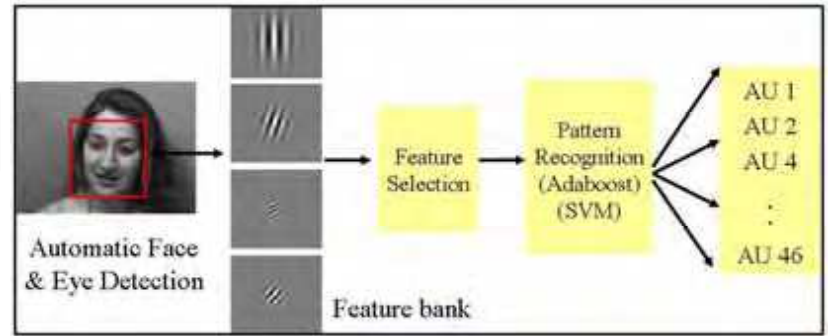 Automatic Face
& Eye Detection
Feature bank
Feature
Selection
Pattern
Recognition
(Adaboost)
(SVM)
AU 1
AU 2
AU 4
:
AU 46